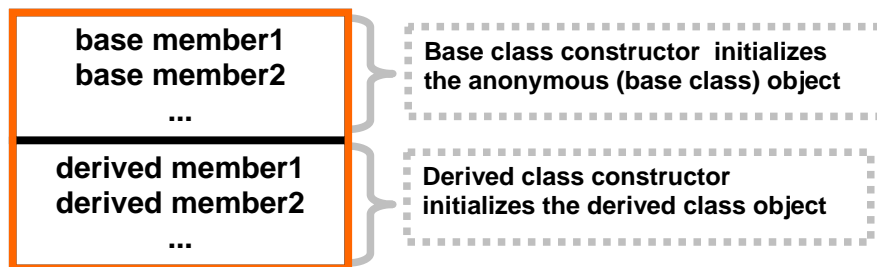 base member1
base member2
...
Base class constructor initializes
the anonymous (base class) object
derived member1
derived member2
...
Derived class constructor
initializes the derived class object